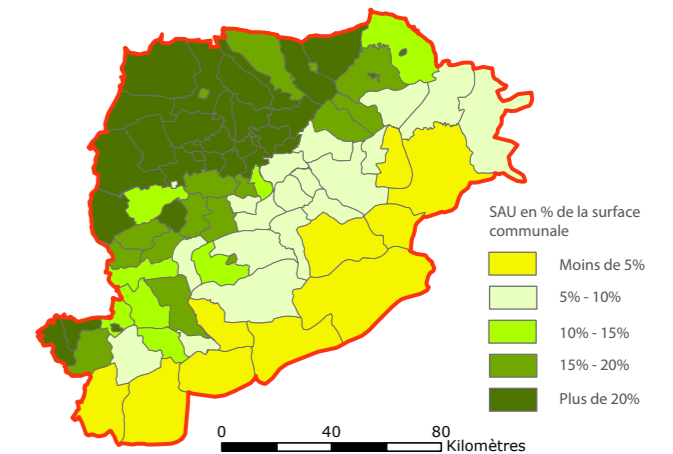 SAU en % de la surface
communale
Moins de 5%
5% - 10%
10% - 15%
15% - 20%
Plus de 20%
0 40 80
Kilomètres